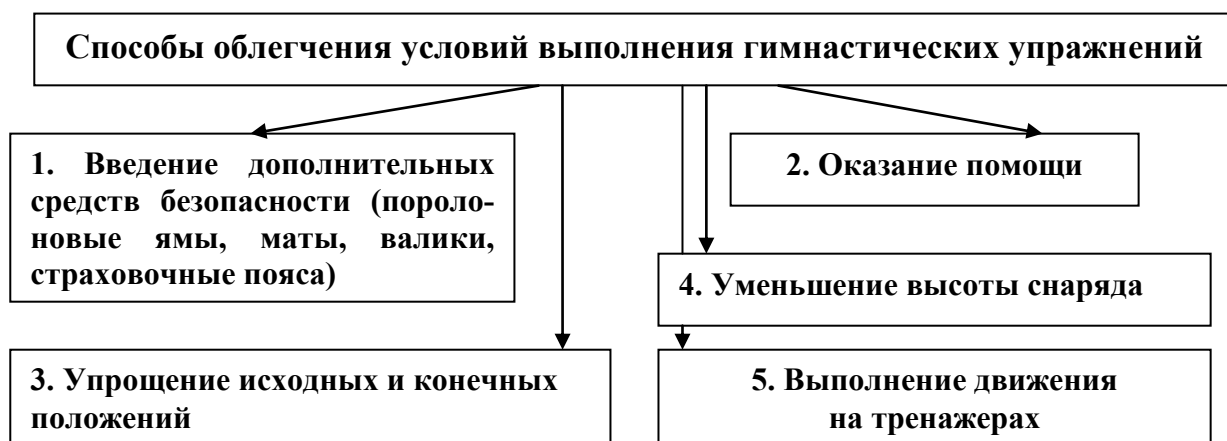 Способы облегчения условий выполнения гимнастических упражнений
1. Введение дополнительных
средств безопасности (пороло-
новые ямы, маты, валики,
страховочные пояса)
2. Оказание помощи
4. Уменьшение высоты снаряда
3. Упрощение исходных и конечных
положений
5. Выполнение движения
на тренажерах